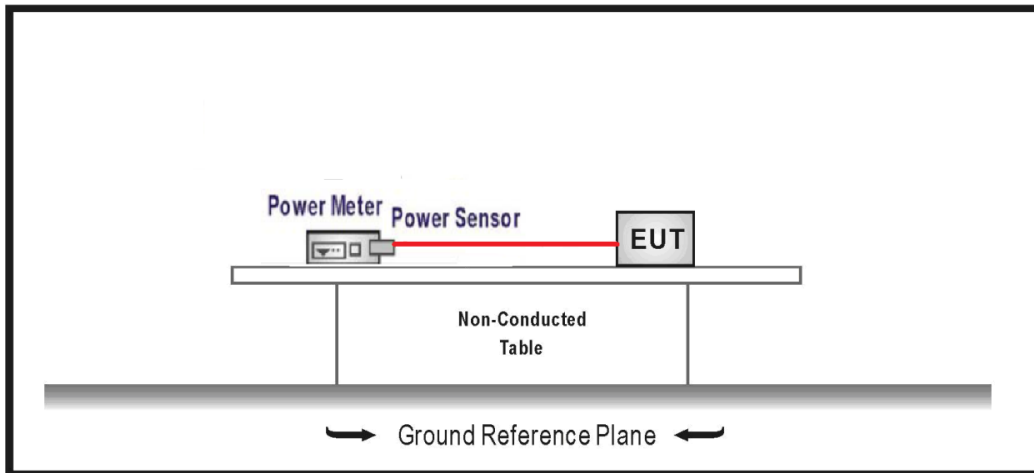 Power Meter
Power Sensor
EUT
Non-Conducted
Table
Ground Reference Plane